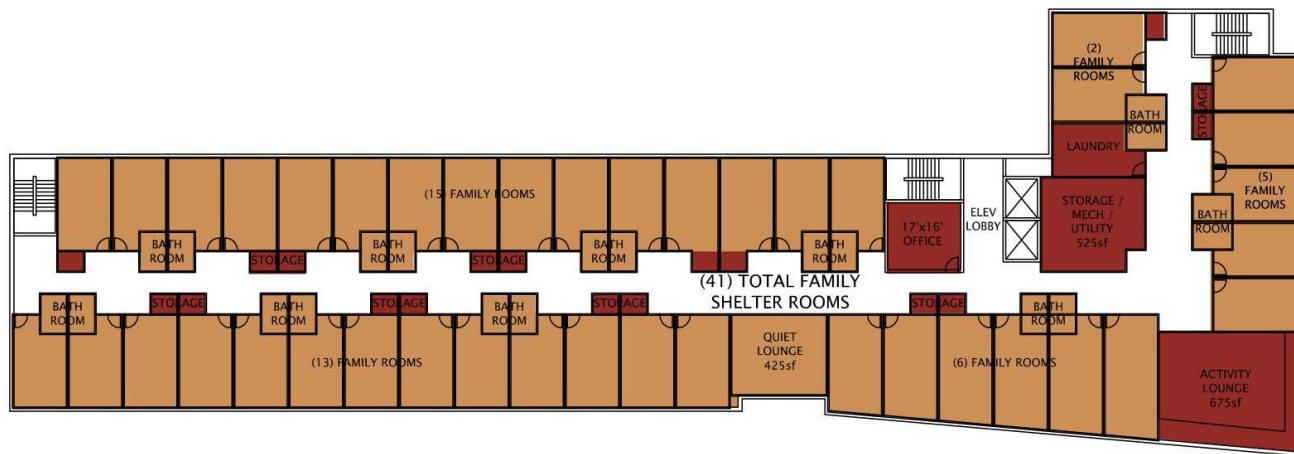 (2)
FAMILY
ROOMS
BATH
ROOM
STORAGE
LAUNDRY
(15) FAMILY ROOMS
(5)
FAMILY
ROOMS
STORAGE /
MECH /
UTILITY
525sf
ELEV
LOBBY
17'x16'
OFFICE
BATH
ROOM
BATH
ROOM
STORAGE
BATH
ROOM
STORAGE
BATH
ROOM
BATH
ROOM
(41) TOTAL FAMILY
SHELTER ROOMS
BATH
ROOM
STORAGE
BATH
ROOM
STORAGE
BATH
ROOM
STORAGE
STORAGE
BATH
ROOM
(13) FAMILY ROOMS
QUIET
LOUNGE
425sf
(6) FAMILY ROOMS
ACTIVITY
LOUNGE
675sf